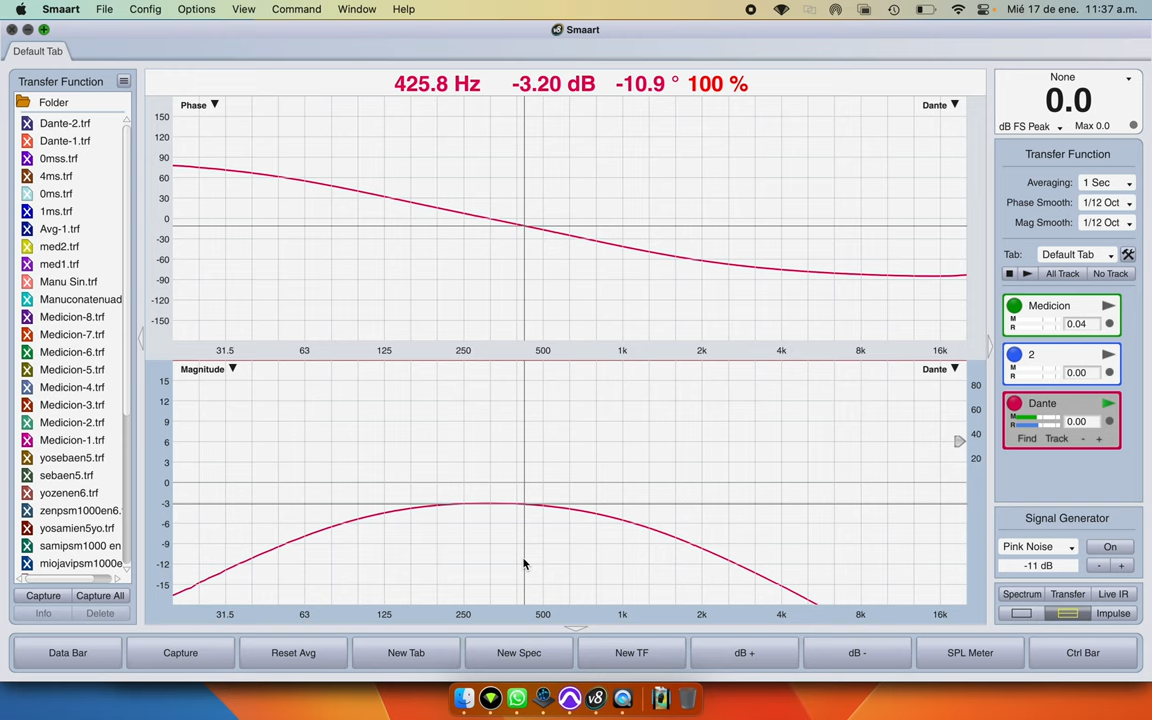 Smaart File Config Options View Command Window Help Mié 17 de ene. 11:37 a.m.
Smaart
Default Tab
Transfer Function
Folder
Dante-2.trf
Dante-1.trf
0mss.trf
4ms.trf
0ms.trf
1ms.trf
Avg-1.trf
med2.trf
med1.trf
Manu Sin.trf
Manuconatenuad
Medicion-8.trf
Medicion-7.trf
Medicion-6.trf
Medicion-5.trf
Medicion-4.trf
Medicion-3.trf
Medicion-2.trf
Medicion-1.trf
yosebaen5.trf
sebaen5.trf
yozenen6.trf
zenpsm1000en6.
yosamien5yo.trf
samipsm1000 en
miojavipsm1000e
Capture Capture All
Info Delete
425.8 Hz -3.20 dB -10.9 ° 100 %
Phase Dante
150
120
90
60
30
0
-30
-60
-90
-120
-150
31.5 63 125 250 500 1k 2k 4k 8k 16k
Magnitude Dante
15
12
9
6
3
0
-3
-6
-9
-12
-15
80
60
40
20
31.5 63 125 250 500 1k 2k 4k 8k 16k
None
0.0
dB FS Peak Max 0.0
Transfer Function
Averaging: 1 Sec
Phase Smooth: 1/12 Oct
Mag Smooth: 1/12 Oct
Tab: Default Tab
All Track No Track
Medicion
M
R 0.04
2
M
R 0.00
Dante
M
R 0.00
Find Track - +
Signal Generator
Pink Noise On
-11 dB - +
Spectrum Transfer Live IR
Impulse
Data Bar Capture Reset Avg New Tab New Spec New TF dB + dB - SPL Meter Ctrl Bar
v8